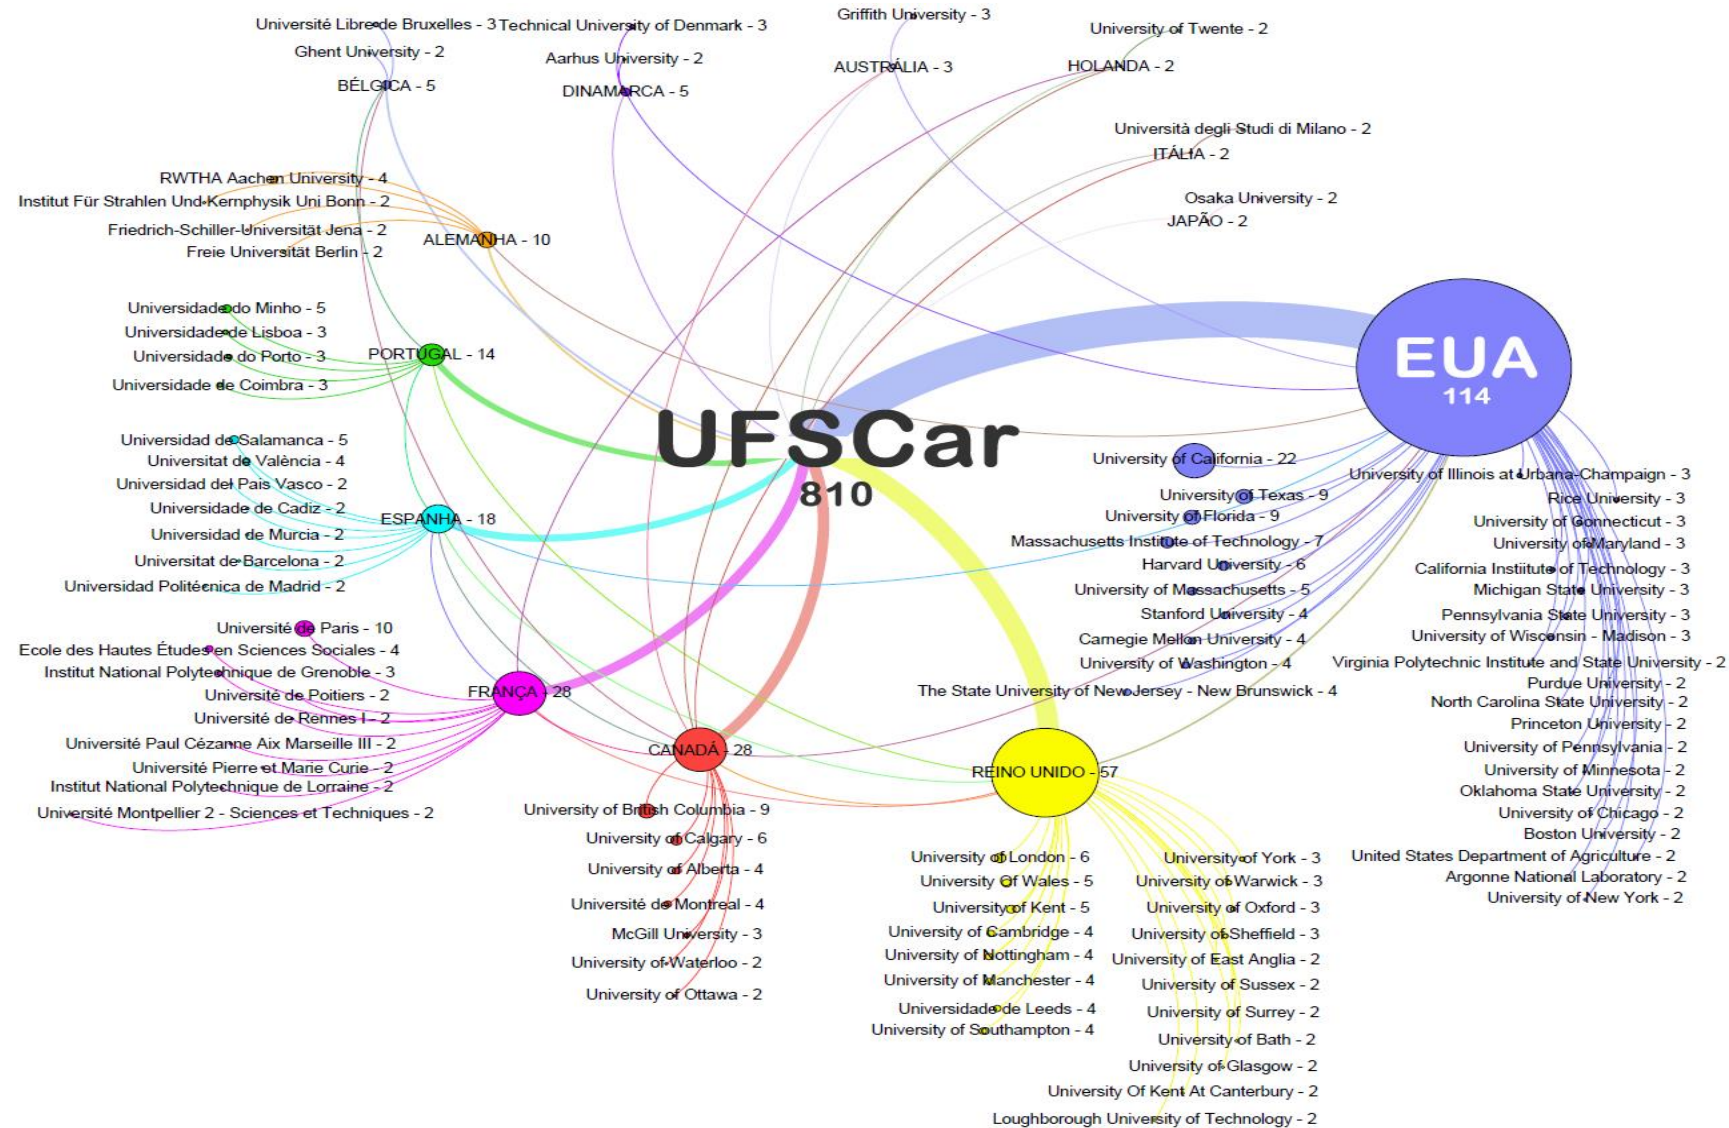 Université Libre de Bruxelles - 3
Ghent University - 2
BÉLGICA - 5
Technical University of Denmark - 3
Aarhus University - 2
DINAMARCA - 5
Griffith University - 3
AUSTRÁLIA - 3
University of Twente - 2
HOLANDA - 2
Università degli Studi di Milano - 2
ITÁLIA - 2
Osaka University - 2
JAPÃO - 2
RWTHA Aachen University - 4
Institut Für Strahlen Und Kernphysik Uni Bonn - 2
Friedrich-Schiller-Universität Jena - 2
Freie Universität Berlin - 2
ALEMANHA - 10
Universidade do Minho - 5
Universidade de Lisboa - 3
Universidade do Porto - 3
Universidade de Coimbra - 3
PORTUGAL - 14
UFSCar
810
EUA
114
Universidad de Salamanca - 5
Universitat de València - 4
Universidad del Pais Vasco - 2
Universidade de Cadiz - 2
Universidad de Murcia - 2
Universitat de Barcelona - 2
Universidad Politécnica de Madrid - 2
ESPANHA - 18
Université de Paris - 10
Ecole des Hautes Études en Sciences Sociales - 4
Institut National Polytechnique de Grenoble - 3
Université de Poitiers - 2
Université de Rennes I - 2
Université Paul Cézanne Aix Marseille III - 2
Université Pierre et Marie Curie - 2
Institut National Polytechnique de Lorraine - 2
Université Montpellier 2 - Sciences et Techniques - 2
FRANÇA - 28
CANADÁ - 28
University of British Columbia - 9
University of Calgary - 6
University of Alberta - 4
Université de Montreal - 4
McGill University - 3
University of Waterloo - 2
University of Ottawa - 2
REINO UNIDO - 57
University of London - 6
University Of Wales - 5
University of Kent - 5
University of Cambridge - 4
University of Nottingham - 4
University of Manchester - 4
Universidade de Leeds - 4
University of Southampton - 4
University of York - 3
University of Warwick - 3
University of Oxford - 3
University of Sheffield - 3
University of East Anglia - 2
University of Sussex - 2
University of Surrey - 2
University of Bath - 2
University of Glasgow - 2
University Of Kent At Canterbury - 2
Loughborough University of Technology - 2
University of California - 22
University of Texas - 9
University of Florida - 9
Massachusetts Institute of Technology - 7
Harvard University - 6
University of Massachusetts - 5
Stanford University - 4
Carnegie Mellon University - 4
University of Washington - 4
The State University of New Jersey - New Brunswick - 4
University of Illinois at Urbana-Champaign - 3
Rice University - 3
University of Connecticut - 3
University of Maryland - 3
California Instiitute of Technology - 3
Michigan State University - 3
Pennsylvania State University - 3
University of Wisconsin - Madison - 3
Virginia Polytechnic Institute and State University - 2
Purdue University - 2
North Carolina State University - 2
Princeton University - 2
University of Pennsylvania - 2
University of Minnesota - 2
Oklahoma State University - 2
University of Chicago - 2
Boston University - 2
United States Department of Agriculture - 2
Argonne National Laboratory - 2
University of New York - 2